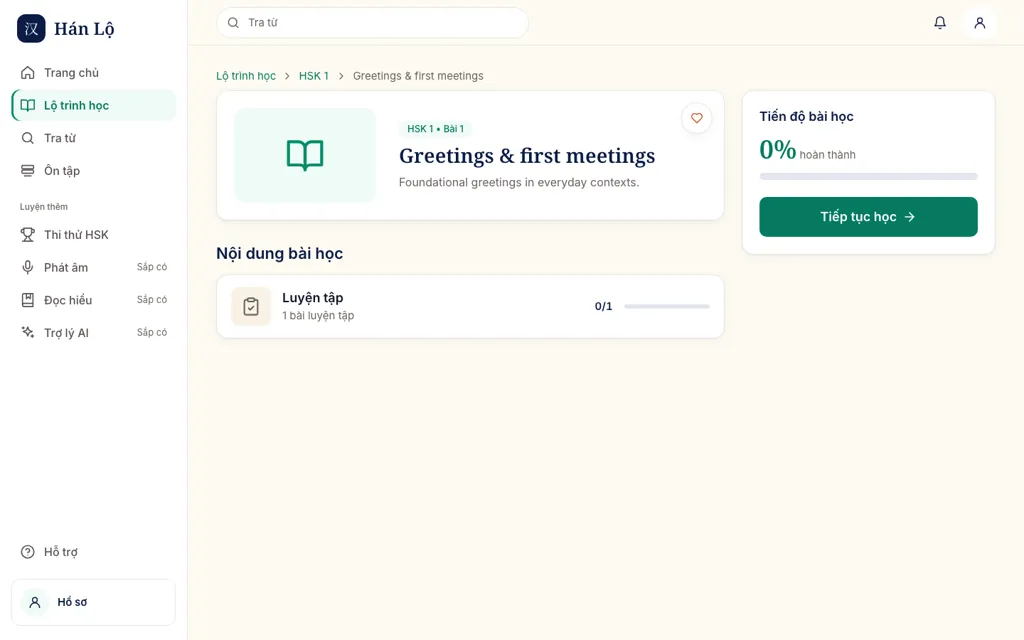 汉 Hán Lộ
Tra từ
Trang chủ
Lộ trình học
Tra từ
Ôn tập
Luyện thêm
Thi thử HSK
Phát âm Sắp có
Đọc hiểu Sắp có
Trợ lý AI Sắp có
Hỗ trợ
Hồ sơ
Lộ trình học > HSK 1 > Greetings & first meetings
HSK 1 • Bài 1
Greetings & first meetings
Foundational greetings in everyday contexts.
Nội dung bài học
Luyện tập
1 bài luyện tập
0/1
Tiến độ bài học
0% hoàn thành
Tiếp tục học →